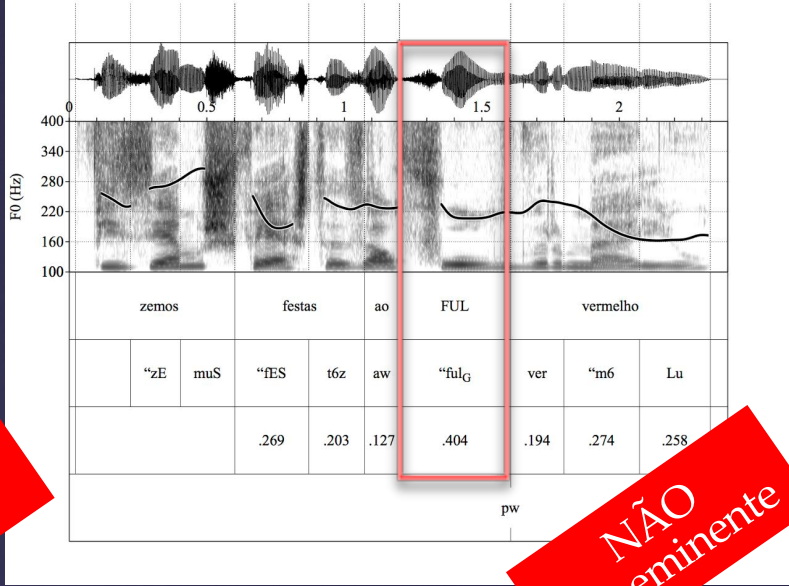 0 0.5 1 1.5 2
400
340
280
220
160
100
F0 (Hz)
zemos festas ao FUL vermelho
“zE muS “fES t6z aw “fulG ver “m6 Lu
.269 .203 .127 .404 .194 .274 .258
pw
NÃO
eminente